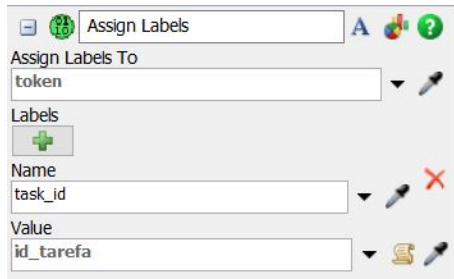 Assign Labels
A
?
Assign Labels To
token
Labels
Name
task_id
Value
id_tarefa